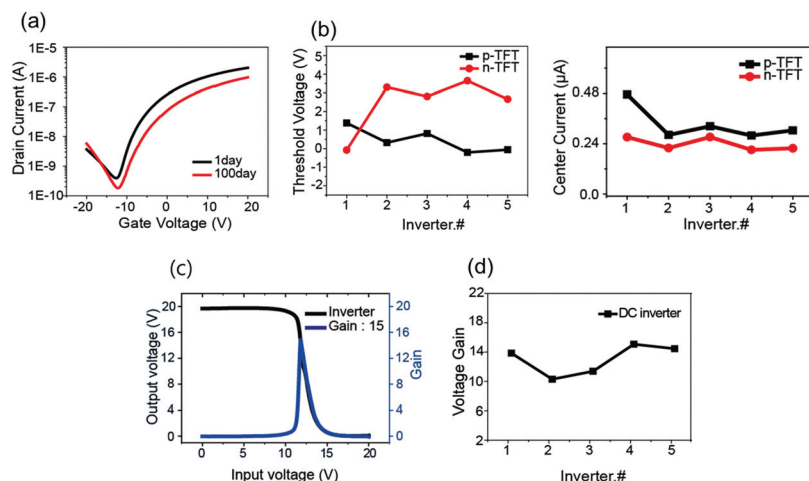 (a)
1E-5
1E-5
1E-6
1E-7
1E-8
1E-9
1E-10
Drain Current (A)
1day
100day
-20
-10
0
10
20
Gate Voltage (V)
(b)
5
4
3
2
1
0
-1
-2
Threshold Voltage (V)
p-TFT
n-TFT
1
2
3
4
5
Inverter.#
0.48
0.24
0.0
Center Current (µA)
p-TFT
n-TFT
1
2
3
4
5
Inverter.#
(c)
20
16
12
8
4
0
Output voltage (V)
Inverter
Gain : 15
20
16
12
8
4
0
Gain
0
5
10
15
20
Input voltage (V)
(d)
22
18
14
10
6
2
Voltage Gain
DC inverter
1
2
3
4
5
Inverter.#